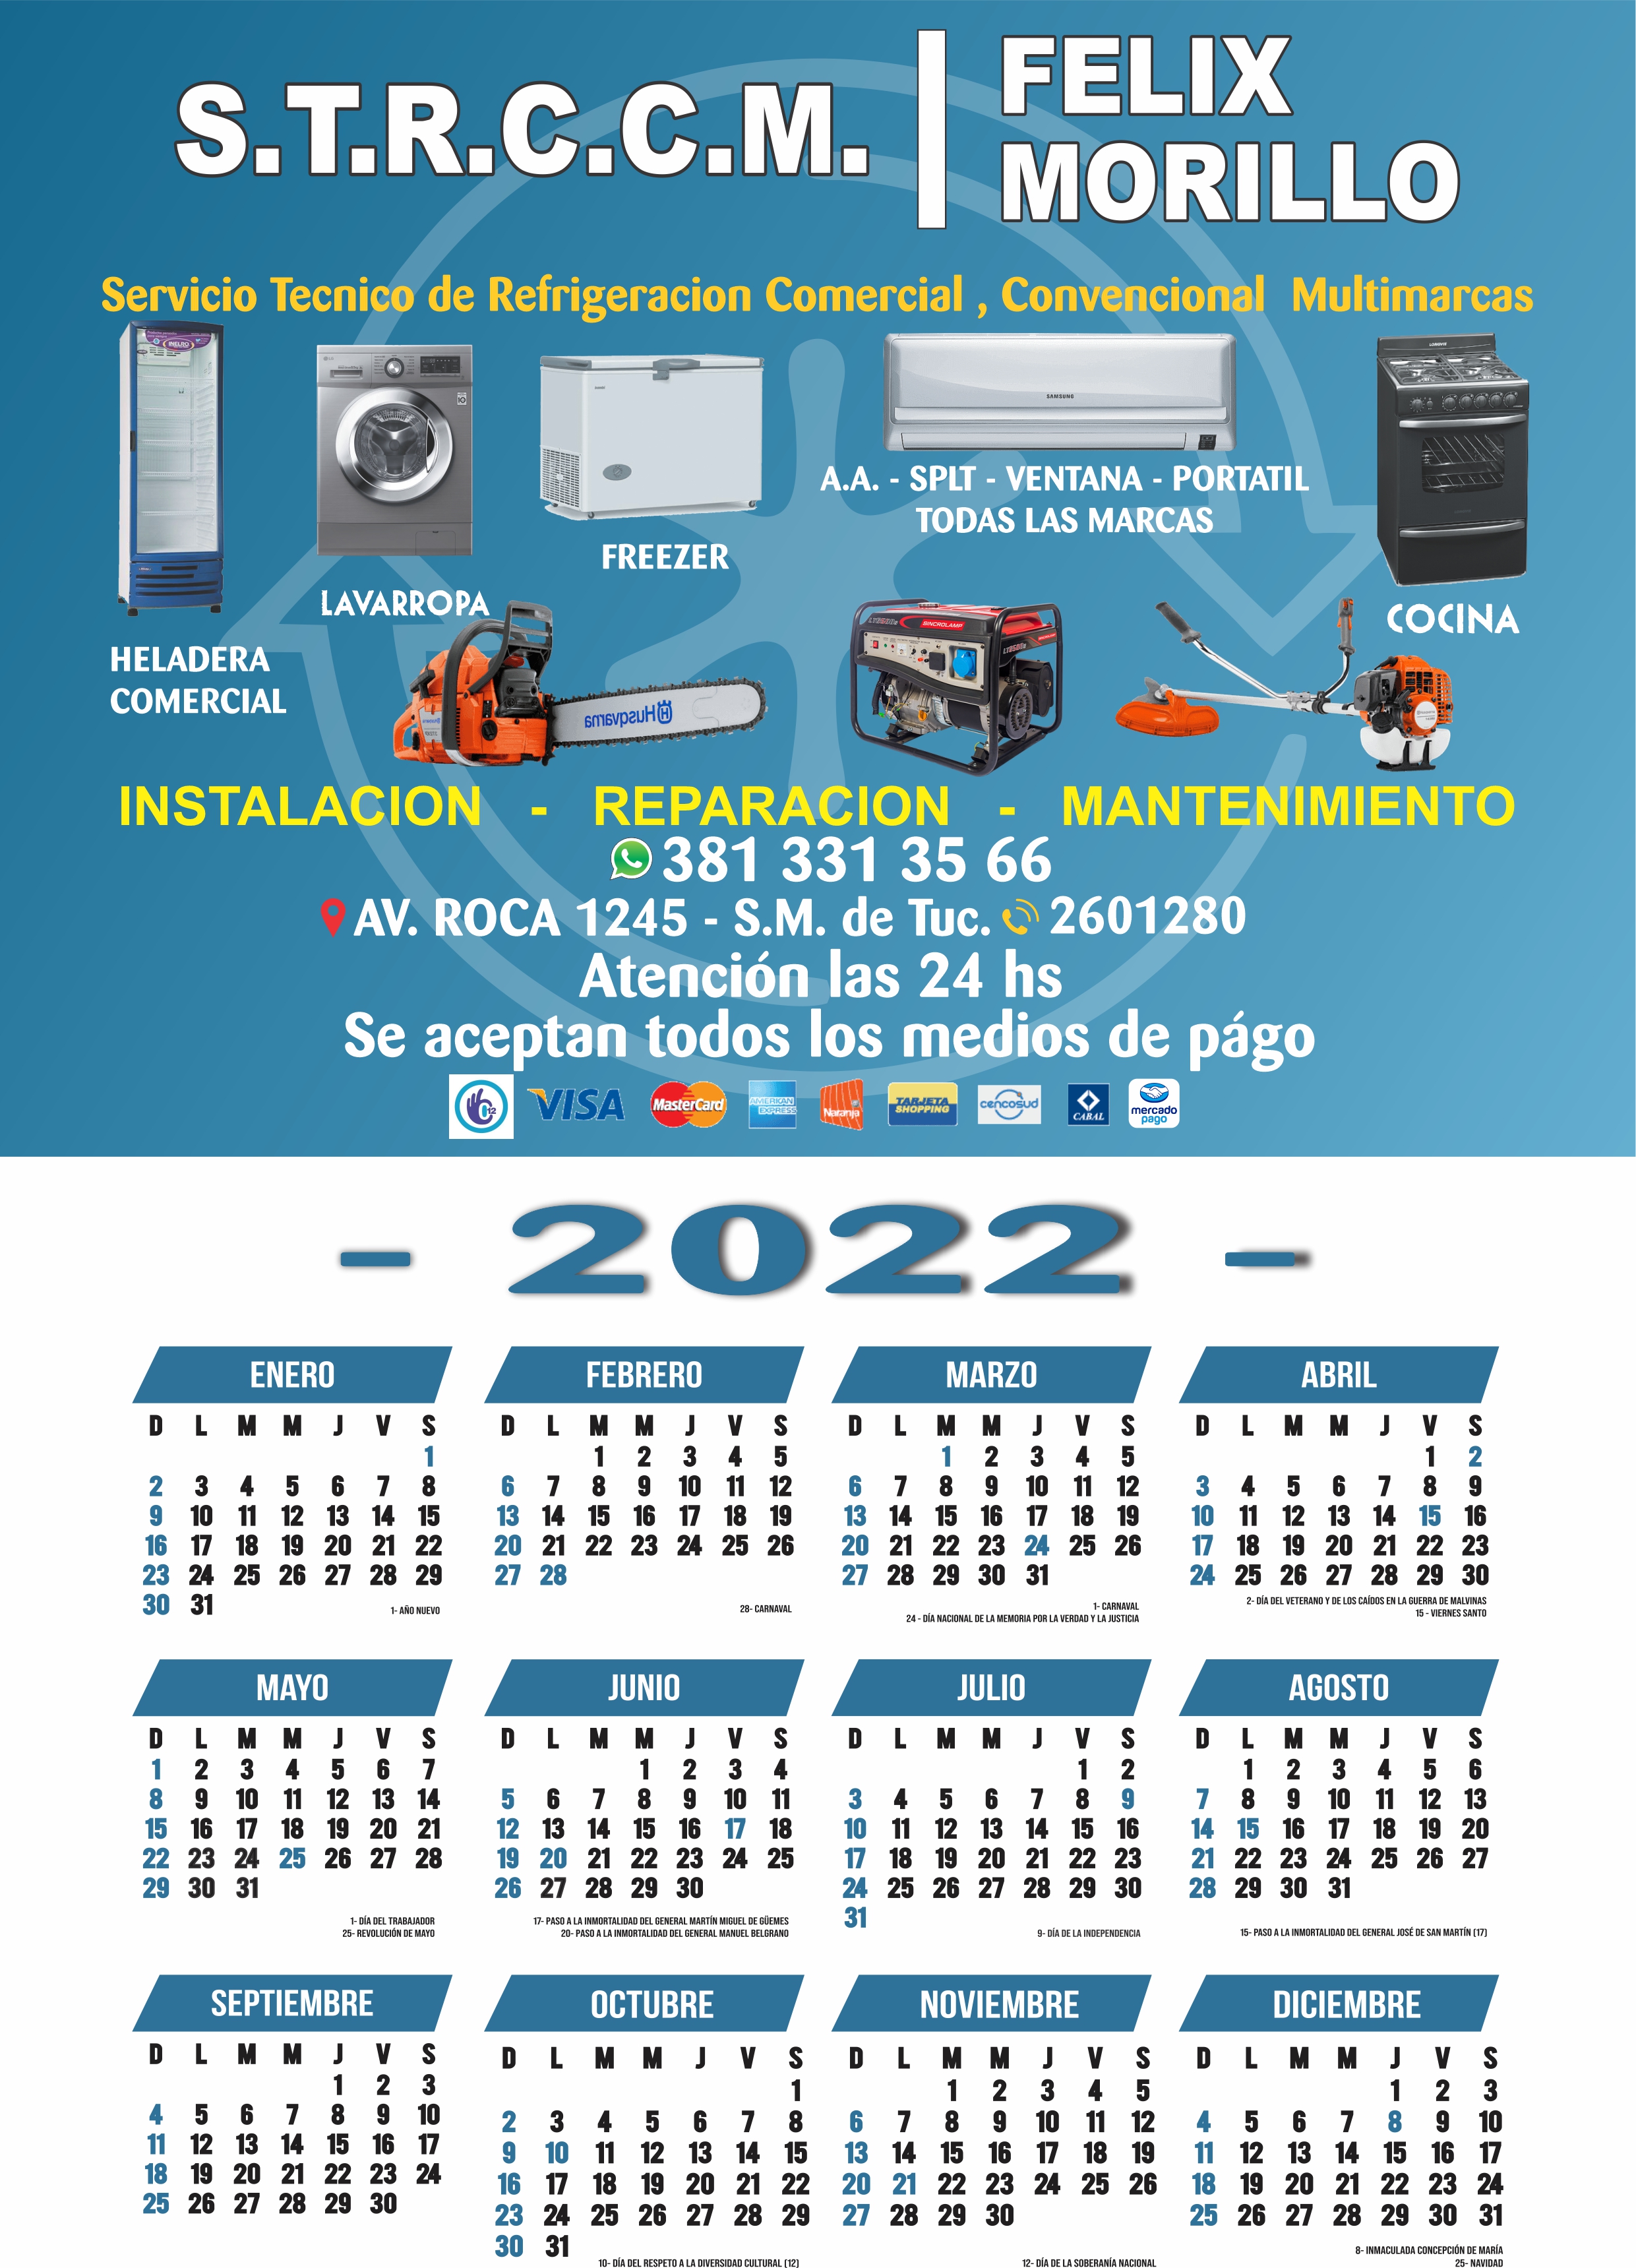 S.T.R.C.C.M.
FELIX
MORILLO
Servicio Tecnico de Refrigeracion Comercial , Convencional Multimarcas
INELRO
LG
SAMSUNG
A.A. - SPLT - VENTANA - PORTATIL
TODAS LAS MARCAS
FREEZER
LAVARROPA
COCINA
HELADERA
COMERCIAL
SINCROLAMP
Husqvarna
INSTALACION - REPARACION - MANTENIMIENTO
381 331 35 66
AV. ROCA 1245 - S.M. de Tuc. 2601280
Atención las 24 hs
Se aceptan todos los medios de págo
12 VISA MasterCard AMERICAN EXPRESS Naranja TARJETA SHOPPING cencosud CABAL mercado pago
- 2022 -
ENERO
D L M M J V S
1
2 3 4 5 6 7 8
9 10 11 12 13 14 15
16 17 18 19 20 21 22
23 24 25 26 27 28 29
30 31
1- AÑO NUEVO
FEBRERO
D L M M J V S
1 2 3 4 5
6 7 8 9 10 11 12
13 14 15 16 17 18 19
20 21 22 23 24 25 26
27 28
28- CARNAVAL
MARZO
D L M M J V S
1 2 3 4 5
6 7 8 9 10 11 12
13 14 15 16 17 18 19
20 21 22 23 24 25 26
27 28 29 30 31
1- CARNAVAL
24 - DÍA NACIONAL DE LA MEMORIA POR LA VERDAD Y LA JUSTICIA
ABRIL
D L M M J V S
1 2
3 4 5 6 7 8 9
10 11 12 13 14 15 16
17 18 19 20 21 22 23
24 25 26 27 28 29 30
2- DÍA DEL VETERANO Y DE LOS CAÍDOS EN LA GUERRA DE MALVINAS
15 - VIERNES SANTO
MAYO
D L M M J V S
1 2 3 4 5 6 7
8 9 10 11 12 13 14
15 16 17 18 19 20 21
22 23 24 25 26 27 28
29 30 31
1- DÍA DEL TRABAJADOR
25- REVOLUCIÓN DE MAYO
JUNIO
D L M M J V S
1 2 3 4
5 6 7 8 9 10 11
12 13 14 15 16 17 18
19 20 21 22 23 24 25
26 27 28 29 30
17- PASO A LA INMORTALIDAD DEL GENERAL MARTÍN MIGUEL DE GÜEMES
20- PASO A LA INMORTALIDAD DEL GENERAL MANUEL BELGRANO
JULIO
D L M M J V S
1 2
3 4 5 6 7 8 9
10 11 12 13 14 15 16
17 18 19 20 21 22 23
24 25 26 27 28 29 30
31
9- DÍA DE LA INDEPENDENCIA
AGOSTO
D L M M J V S
1 2 3 4 5 6
7 8 9 10 11 12 13
14 15 16 17 18 19 20
21 22 23 24 25 26 27
28 29 30 31
15- PASO A LA INMORTALIDAD DEL GENERAL JOSÉ DE SAN MARTÍN (17)
SEPTIEMBRE
D L M M J V S
1 2 3
4 5 6 7 8 9 10
11 12 13 14 15 16 17
18 19 20 21 22 23 24
25 26 27 28 29 30
OCTUBRE
D L M M J V S
1
2 3 4 5 6 7 8
9 10 11 12 13 14 15
16 17 18 19 20 21 22
23 24 25 26 27 28 29
30 31
10- DÍA DEL RESPETO A LA DIVERSIDAD CULTURAL (12)
NOVIEMBRE
D L M M J V S
1 2 3 4 5
6 7 8 9 10 11 12
13 14 15 16 17 18 19
20 21 22 23 24 25 26
27 28 29 30
12- DÍA DE LA SOBERANÍA NACIONAL
DICIEMBRE
D L M M J V S
1 2 3
4 5 6 7 8 9 10
11 12 13 14 15 16 17
18 19 20 21 22 23 24
25 26 27 28 29 30 31
8- INMACULADA CONCEPCIÓN DE MARÍA
25- NAVIDAD